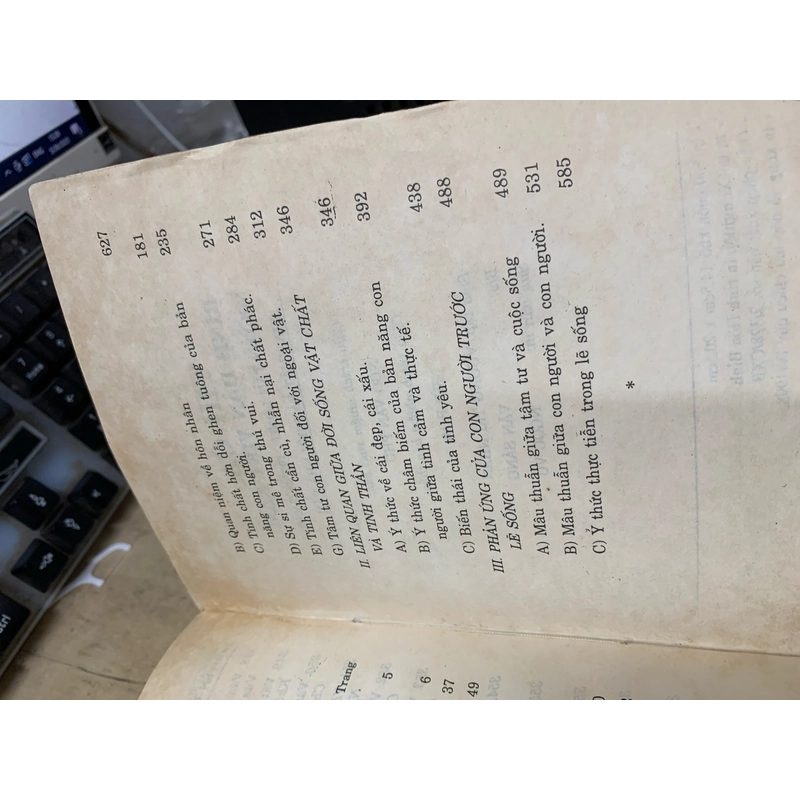 627
B) Quan niệm về hôn nhân 181
C) Tính chất hờn dỗi ghen tuông của bản 235
năng con người.
D) Sự si mê trong thú vui. 271
E) Tính chất cần cù, nhẫn nại chất phác. 284
G) Tâm tư con người đối với ngoại vật. 312
II. LIÊN QUAN GIỮA ĐỜI SỐNG VẬT CHẤT 346
VÀ TINH THẦN
A) Ý thức về cái đẹp, cái xấu. 346
B) Ý thức châm biếm của bản năng con 392
người giữa tình cảm và thực tế.
C) Biến thái của tình yêu. 438
III. PHẢN ỨNG CỦA CON NGƯỜI TRƯỚC 488
LẼ SỐNG
A) Mâu thuẫn giữa tâm tư và cuộc sống 489
B) Mâu thuẫn giữa con người và con người. 531
C) Ý thức thực tiễn trong lẽ sống 585
*
Trang
5
6
37
49